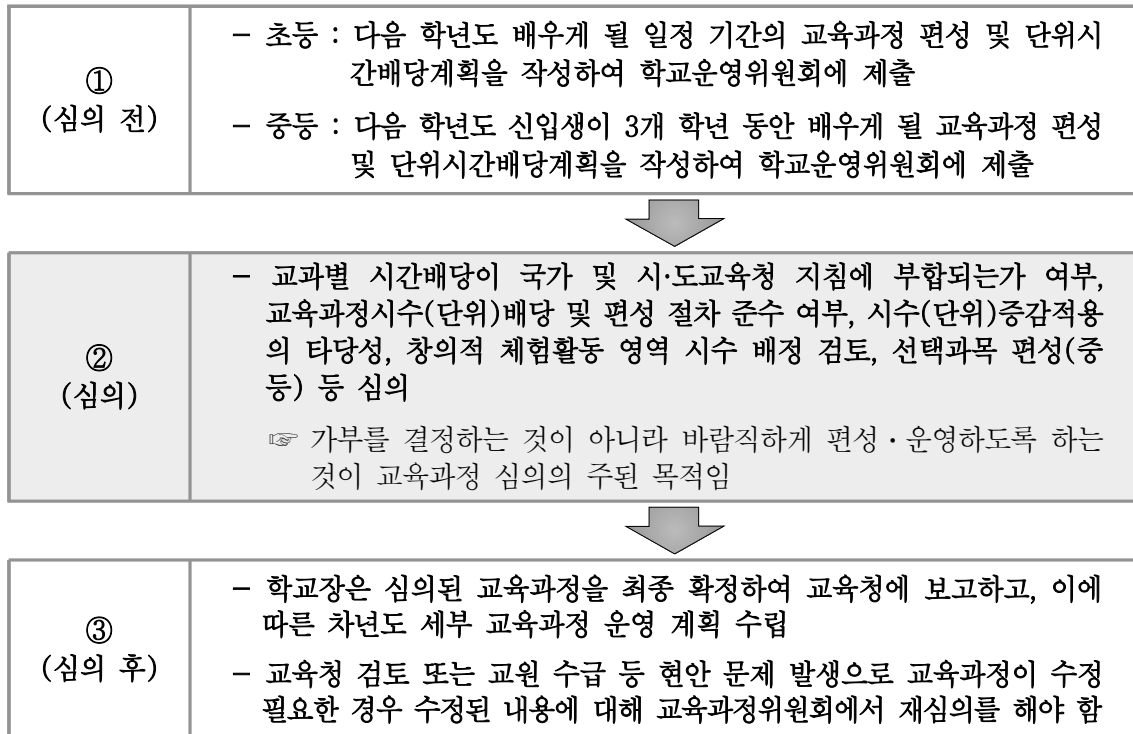 ①
(심의 전)
– 초등 : 다음 학년도 배우게 될 일정 기간의 교육과정 편성 및 단위시
간배당계획을 작성하여 학교운영위원회에 제출
– 중등 : 다음 학년도 신입생이 3개 학년 동안 배우게 될 교육과정 편성
및 단위시간배당계획을 작성하여 학교운영위원회에 제출
②
(심의)
– 교과별 시간배당이 국가 및 시·도교육청 지침에 부합되는가 여부,
교육과정시수(단위)배당 및 편성 절차 준수 여부, 시수(단위)증감적용
의 타당성, 창의적 체험활동 영역 시수 배정 검토, 선택과목 편성(중
등) 등 심의
☞ 가부를 결정하는 것이 아니라 바람직하게 편성·운영하도록 하는
것이 교육과정 심의의 주된 목적임
③
(심의 후)
– 학교장은 심의된 교육과정을 최종 확정하여 교육청에 보고하고, 이에
따른 차년도 세부 교육과정 운영 계획 수립
– 교육청 검토 또는 교원 수급 등 현안 문제 발생으로 교육과정이 수정
필요한 경우 수정된 내용에 대해 교육과정위원회에서 재심의를 해야 함